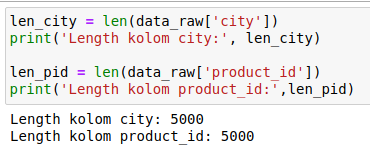 len_city = len(data_raw['city'])
print('Length kolom city:', len_city)
len_pid = len(data_raw['product_id'])
print('Length kolom product_id:',len_pid)
Length kolom city: 5000
Length kolom product_id: 5000